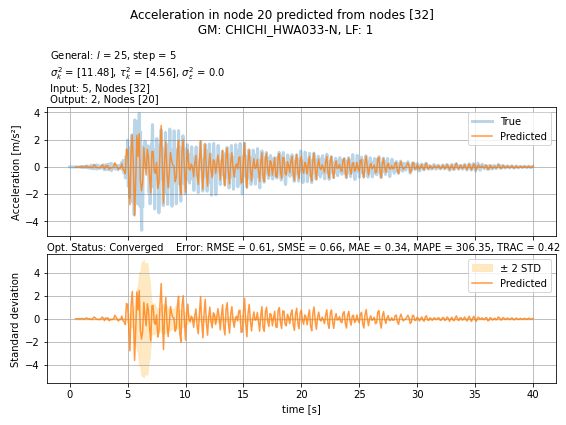 Acceleration in node 20 predicted from nodes [32]
GM: CHICHI_HWA033-N, LF: 1
General: l = 25, step = 5
σ²ₖ = [11.48], τ²ₖ = [4.56], σ²ε = 0.0
Input: 5, Nodes [32]
Output: 2, Nodes [20]
Acceleration [m/s²]
4
2
0
−2
−4
True
Predicted
Opt. Status: Converged Error: RMSE = 0.61, SMSE = 0.66, MAE = 0.34, MAPE = 306.35, TRAC = 0.42
Standard deviation
4
2
0
−2
−4
± 2 STD
Predicted
0 5 10 15 20 25 30 35 40
time [s]